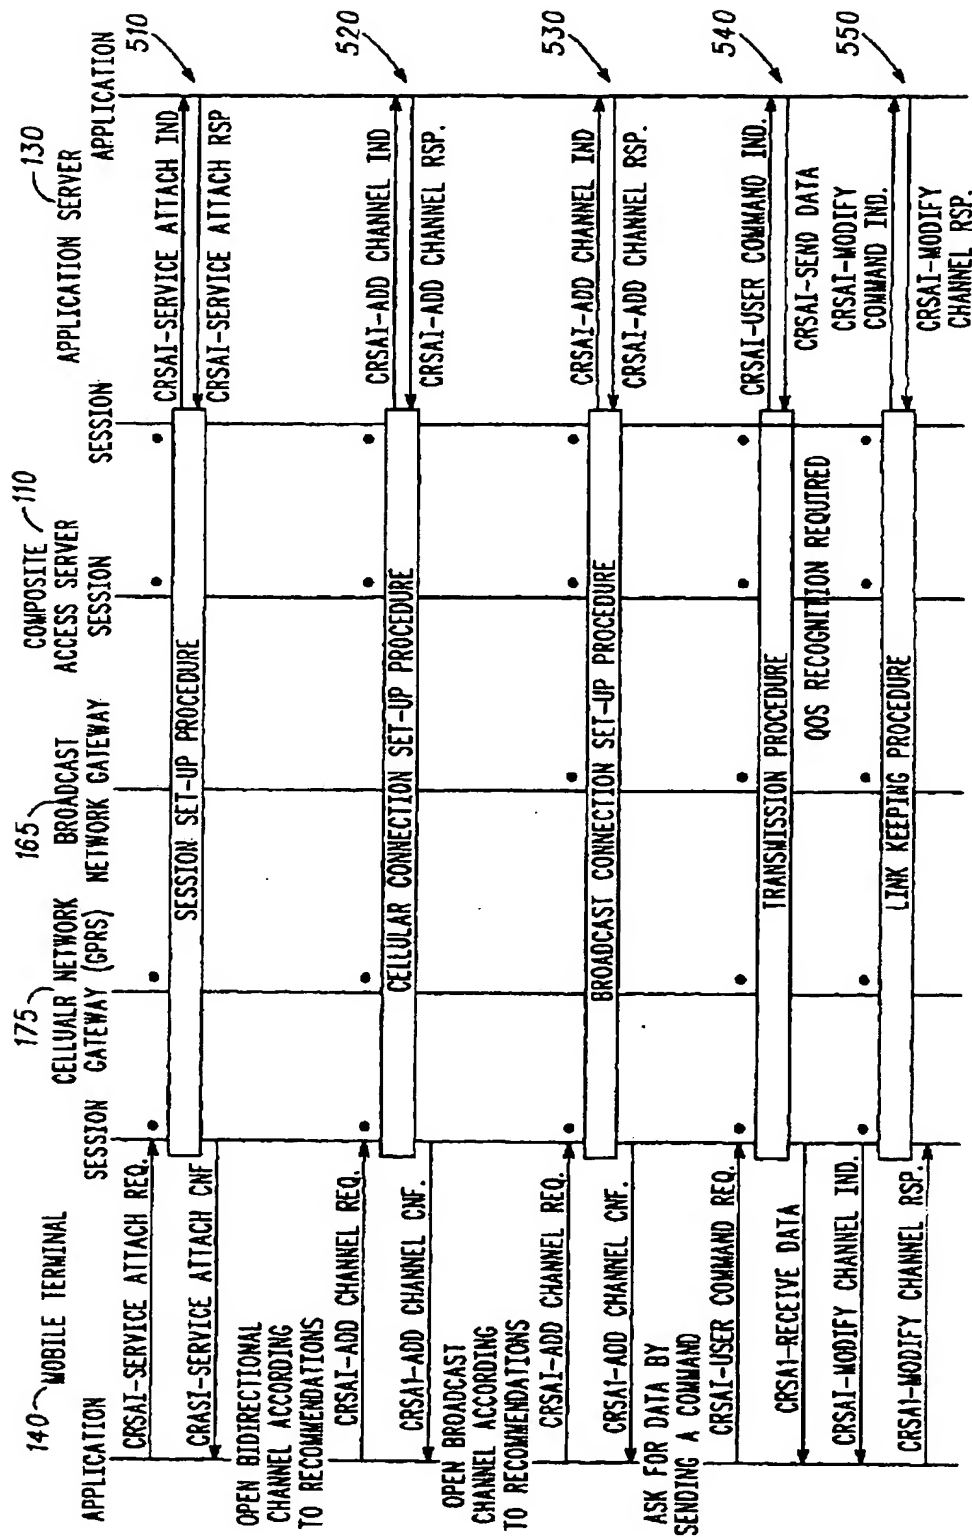 140 MOBILE TERMINAL
175
CELLUALR NETWORK
GATEWAY (GPRS)
165
BROADCAST
NETWORK GATEWAY
COMPOSITE 110
ACCESS SERVER
APPLICATION SERVER 130
APPLICATION
SESSION
SESSION
SESSION
APPLICATION
CRSAI-SERVICE ATTACH REQ.
CRASI-SERVICE ATTACH CNF
SESSION SET-UP PROCEDURE
CRSAI-SERVICE ATTACH IND
CRSAI-SERVICE ATTACH RSP
510
OPEN BIDIRECTIONAL
CHANNEL ACCORDING
TO RECOMMENDATIONS
CRSAI-ADD CHANNEL REQ.
CRSA1-ADD CHANNEL CNF.
CELLULAR CONNECTION SET-UP PROCEDURE
CRSAI-ADD CHANNEL IND
CRSAI-ADD CHANNEL RSP.
520
OPEN BROADCAST
CHANNEL ACCORDING
TO RECOMMENDATIONS
CRSAI-ADD CHANNEL REQ.
CRSA1-ADD CHANNEL CNF.
BROADCAST CONNECTION SET-UP PROCEDURE
CRSAI-ADD CHANNEL IND
CRSAI-ADD CHANNEL RSP.
530
ASK FOR DATA BY
SENDING A COMMAND
CRSAI-USER COMMAND REQ.
CRSA1-RECEIVE DATA
TRANSMISSION PROCEDURE
QOS RECOGNITION REQUIRED
CRSAI-USER COMMAND IND.
CRSAI-SEND DATA
540
CRSAI-MODIFY CHANNEL IND.
CRSA1-MODIFY CHANNEL RSP.
LINK KEEPING PROCEDURE
CRSAI-MODIFY
COMMAND IND.
CRSAI-MODIFY
CHANNEL RSP.
550